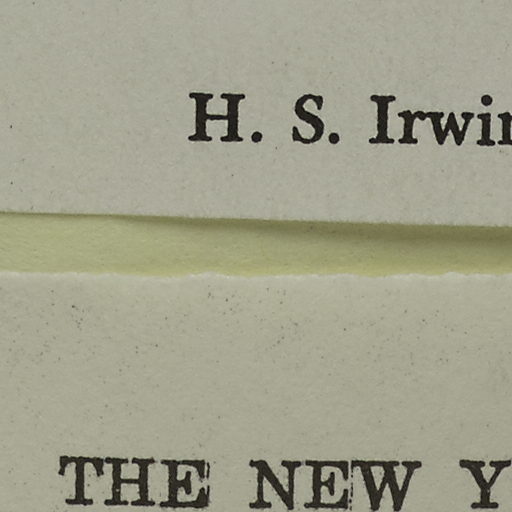 H. S. Irwin
THE NEW Y